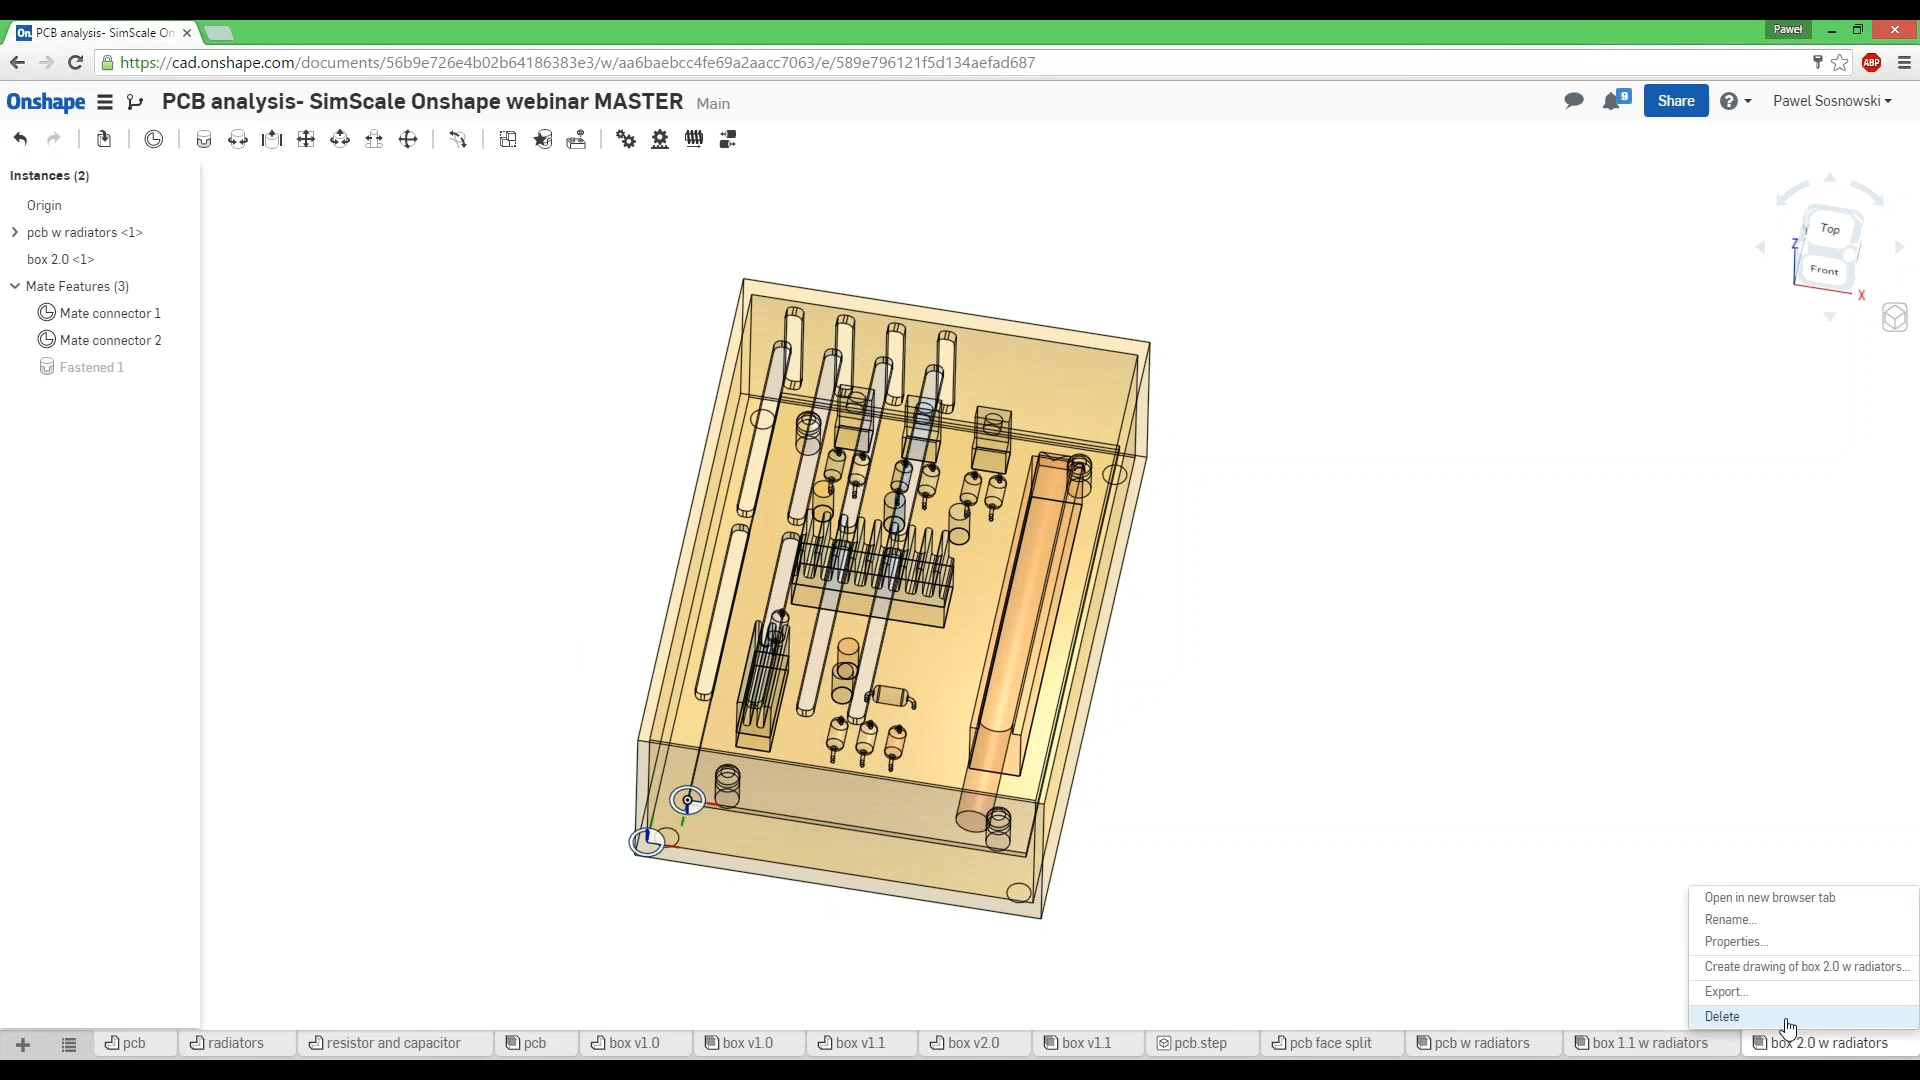 PCB analysis- SimScale On
Paweł
https://cad.onshape.com/documents/56b9e726e4b02b64186383e3/w/aa6baebcc4fe69a2aacc7063/e/589e796121f5d134aefad687
ABP
Onshape PCB analysis- SimScale Onshape webinar MASTER Main
9 Share Pawel Sosnowski
Instances (2)
Origin
pcb w radiators <1>
box 2.0 <1>
Mate Features (3)
Mate connector 1
Mate connector 2
Fastened 1
Top
Z
Front
X
Open in new browser tab
Rename...
Properties...
Create drawing of box 2.0 w radiators...
Export...
Delete
pcb radiators resistor and capacitor pcb box v1.0 box v1.0 box v1.1 box v2.0 box v1.1 pcb.step pcb face split pcb w radiators box 1.1 w radiators box 2.0 w radiators